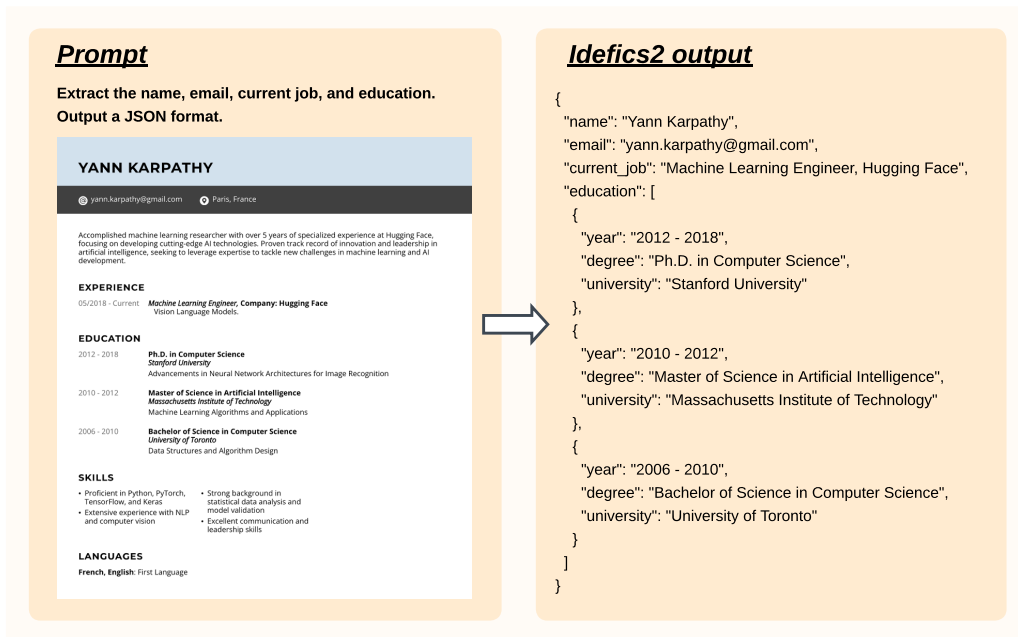 Prompt
Extract the name, email, current job, and education.
Output a JSON format.
YANN KARPATHY
yann.karpathy@gmail.com Paris, France
Accomplished machine learning researcher with over 5 years of specialized experience at Hugging Face,
focusing on developing cutting-edge AI technologies. Proven track record of innovation and leadership in
artificial intelligence, seeking to leverage expertise to tackle new challenges in machine learning and AI
development.
EXPERIENCE
05/2018 - Current Machine Learning Engineer, Company: Hugging Face
Vision Language Models.
EDUCATION
2012 - 2018 Ph.D. in Computer Science
Stanford University
Advancements in Neural Network Architectures for Image Recognition
2010 - 2012 Master of Science in Artificial Intelligence
Massachusetts Institute of Technology
Machine Learning Algorithms and Applications
2006 - 2010 Bachelor of Science in Computer Science
University of Toronto
Data Structures and Algorithm Design
SKILLS
• Proficient in Python, PyTorch,
TensorFlow, and Keras
• Extensive experience with NLP
and computer vision
• Strong background in
statistical data analysis and
model validation
• Excellent communication and
leadership skills
LANGUAGES
French, English: First Language
Idefics2 output
{
"name": "Yann Karpathy",
"email": "yann.karpathy@gmail.com",
"current_job": "Machine Learning Engineer, Hugging Face",
"education": [
{
"year": "2012 - 2018",
"degree": "Ph.D. in Computer Science",
"university": "Stanford University"
},
{
"year": "2010 - 2012",
"degree": "Master of Science in Artificial Intelligence",
"university": "Massachusetts Institute of Technology"
},
{
"year": "2006 - 2010",
"degree": "Bachelor of Science in Computer Science",
"university": "University of Toronto"
}
]
}